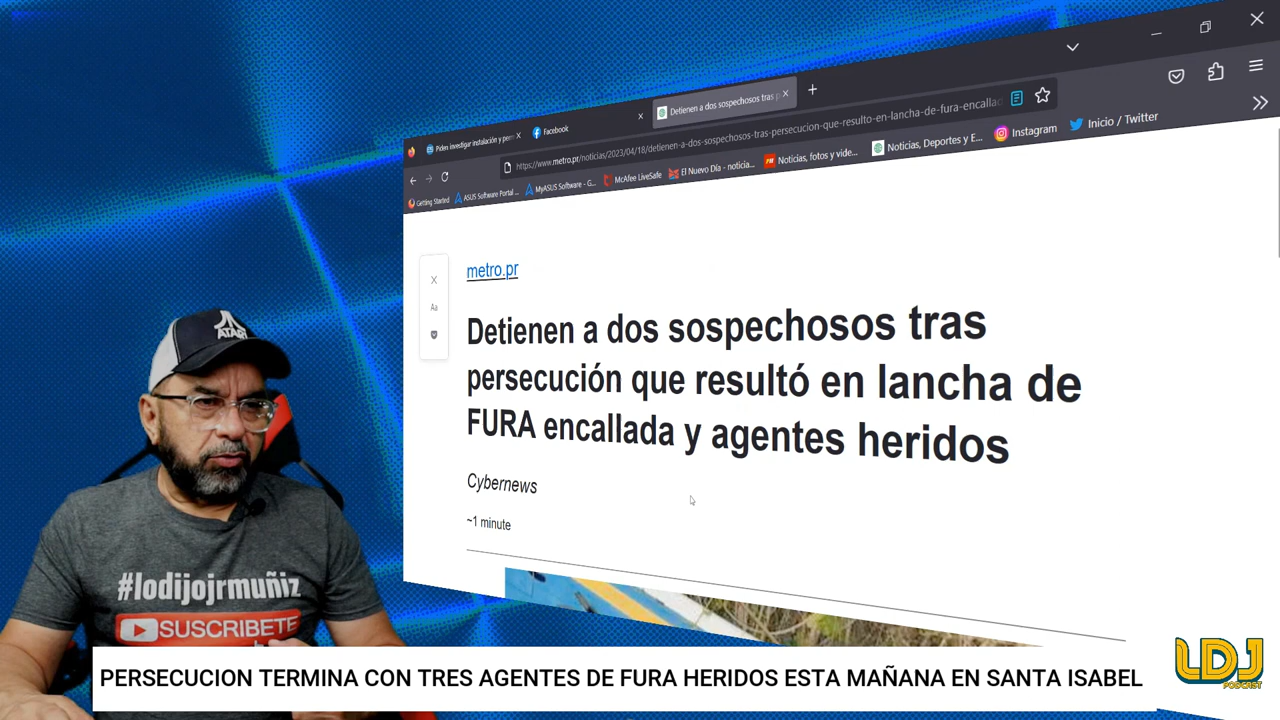 Piden investigar instalación y perm
Facebook
Detienen a dos sospechosos tras p
https://www.metro.pr/noticias/2023/04/18/detienen-a-dos-sospechosos-tras-persecucion-que-resulto-en-lancha-de-fura-encallad
Getting Started
ASUS Software Portal...
MyASUS Software - G...
McAfee LiveSafe
El Nuevo Día - noticia...
Noticias, fotos y vide...
Noticias, Deportes y E...
Instagram
Inicio / Twitter
metro.pr
Aa
Detienen a dos sospechosos tras
persecución que resultó en lancha de
FURA encallada y agentes heridos
Cybernews
~1 minute
ATARI
#lodijojrmuñiz
SUSCRIBETE
PERSECUCION TERMINA CON TRES AGENTES DE FURA HERIDOS ESTA MAÑANA EN SANTA ISABEL
LDJ
PODCAST